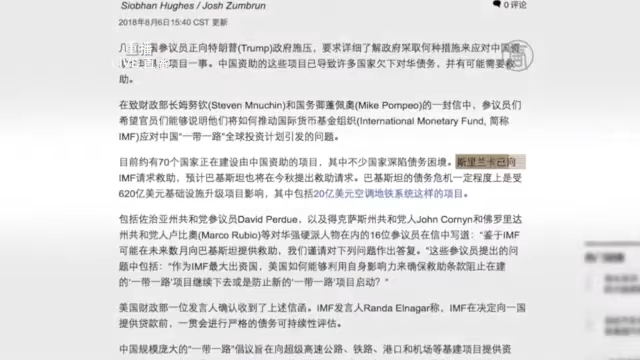 Siobhan Hughes / Josh Zumbrun
0 评论
2018年8月6日15:40 CST 更新
国参议员正向特朗普(Trump)政府施压，要求详细了解政府采取何种措施来应对中国资
项目一事。中国资助的这些项目已导致许多国家欠下对华债务，并有可能需要救
助。
在致财政部长姆努钦(Steven Mnuchin)和国务卿蓬佩奥(Mike Pompeo)的一封信中，参议员们
希望官员们能够说明他们将如何推动国际货币基金组织(International Monetary Fund, 简称
IMF)应对中国“一带一路”全球投资计划引发的问题。
目前约有70个国家正在建设由中国资助的项目，其中不少国家深陷债务困境。斯里兰卡已向
IMF请求救助，预计巴基斯坦也将在今秋提出救助请求。巴基斯坦的债务危机一定程度上是受
620亿美元基础设施升级项目影响，其中包括20亿美元空调地铁系统这样的项目。
包括佐治亚州共和党参议员David Perdue，以及得克萨斯州共和党人John Cornyn和佛罗里达
州共和党人卢比奥(Marco Rubio)等对华强硬派人物在内的16位参议员在信中写道：“鉴于IMF
可能在未来数月向巴基斯坦提供救助，我们谨请对下列问题作出答复。”这些参议员提出的问
题中包括：“作为IMF最大出资国，美国如何能够利用自身影响力来确保救助条款阻止在建
的‘一带一路’项目继续下去或是防止新的‘一带一路’项目启动？”
美国财政部一位发言人确认收到了上述信函。IMF发言人Randa Elnagar称，IMF在决定向一国
提供贷款前，一贯会进行严格的债务可持续性评估。
中国规模庞大的“一带一路”倡议旨在向超级高速公路、铁路、港口和机场等基建项目提供资